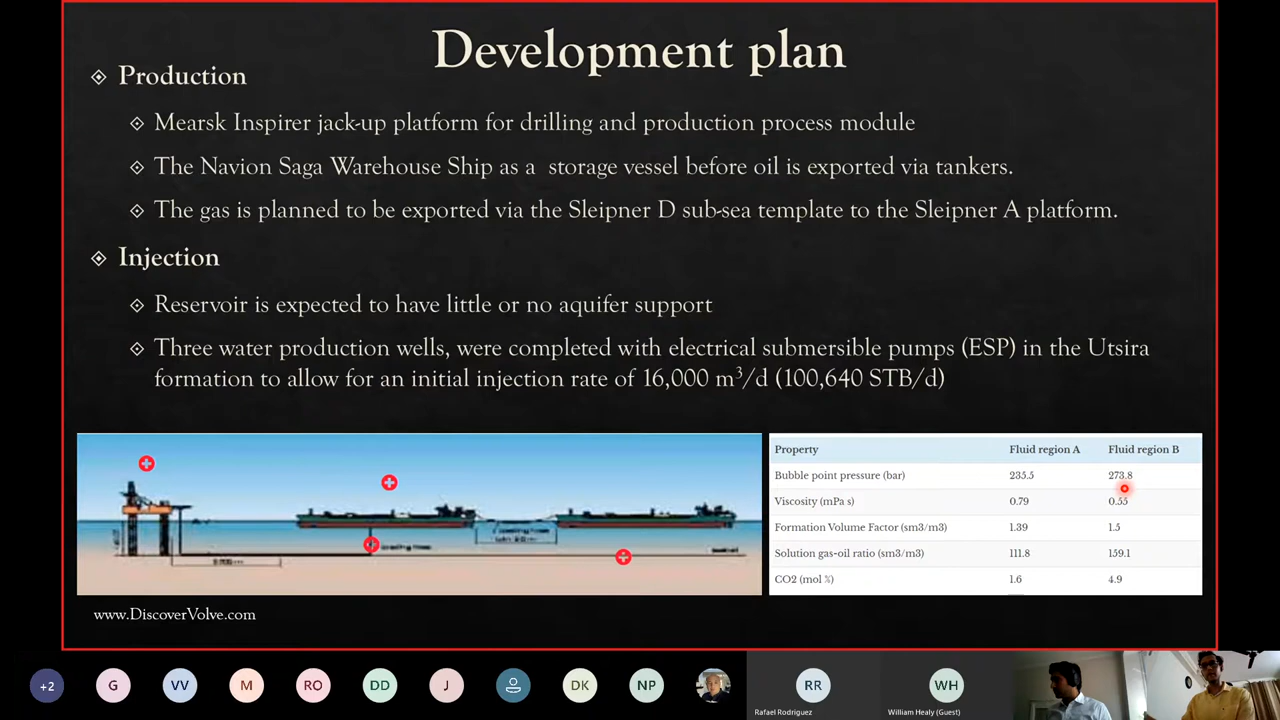 Development plan
Production
Mearsk Inspirer jack-up platform for drilling and production process module
The Navion Saga Warehouse Ship as a storage vessel before oil is exported via tankers.
The gas is planned to be exported via the Sleipner D sub-sea template to the Sleipner A platform.
Injection
Reservoir is expected to have little or no aquifer support
Three water production wells, were completed with electrical submersible pumps (ESP) in the Utsira
formation to allow for an initial injection rate of 16,000 m³/d (100,640 STB/d)
Property Fluid region A Fluid region B
Bubble point pressure (bar) 235.5 273.8
Viscosity (mPa s) 0.79 0.55
Formation Volume Factor (sm3/m3) 1.39 1.5
Solution gas-oil ratio (sm3/m3) 111.8 159.1
CO2 (mol %) 1.6 4.9
www.DiscoverVolve.com
+2 G VV M RO DD J DK NP RR WH
Rafael Rodriguez William Healy (Guest)